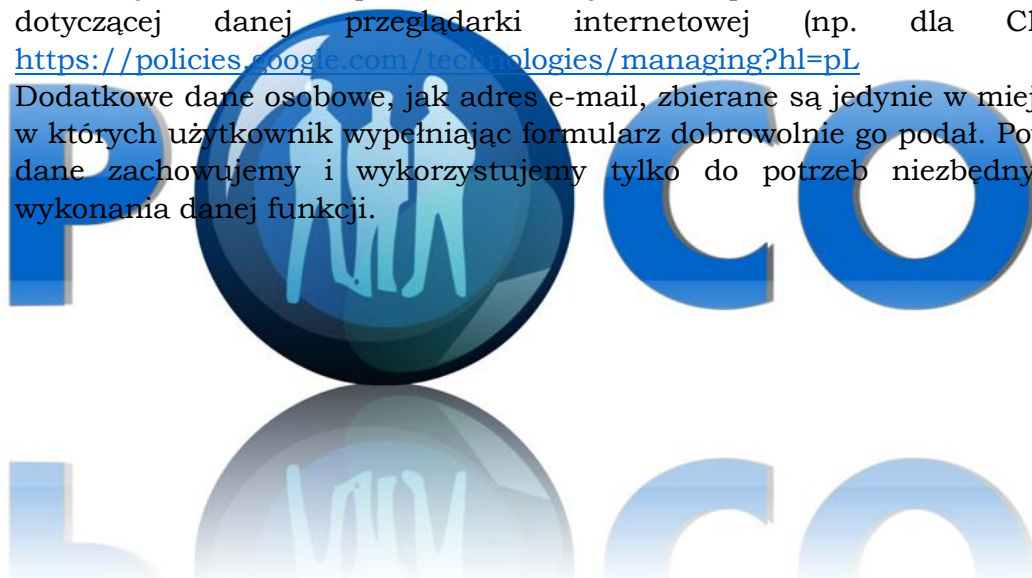 dotyczącej danej przeglądarki internetowej (np. dla
https://policies.google.com/technologies/managing?hl=pL
Dodatkowe dane osobowe, jak adres e-mail, zbierane są jedynie w
w których użytkownik wypełniając formularz dobrowolnie go podał.
dane zachowujemy i wykorzystujemy tylko do potrzeb
wykonania danej funkcji.
P CO